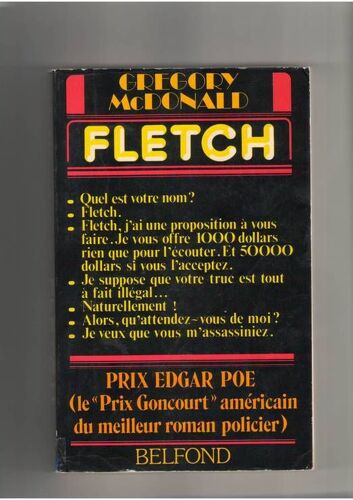 GREGORY
McDONALD
FLETCH
• Quel est votre nom?
• Fletch.
• Fletch, j'ai une proposition à vous
faire. Je vous offre 1000 dollars
rien que pour l'écouter. Et 50000
dollars si vous l'acceptez.
• Je suppose que votre truc est tout
à fait illégal...
• Naturellement !
• Alors, qu'attendez-vous de moi?
• Je veux que vous m'assassiniez.
PRIX EDGAR POE
(le «Prix Goncourt» américain
du meilleur roman policier)
BELFOND